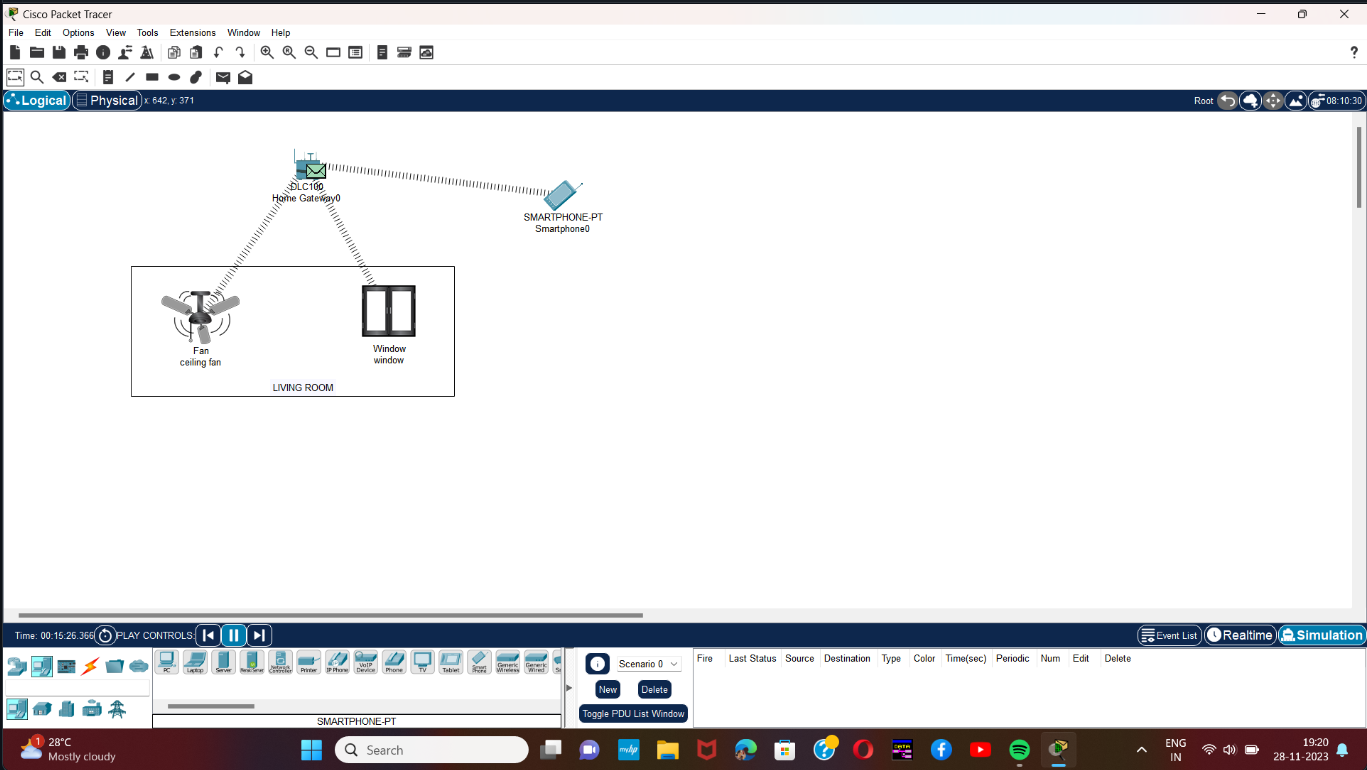 Cisco Packet Tracer
File Edit Options View Tools Extensions Window Help
?
Logical Physical x: 642, y: 371 Root 08:10:30
DLC100
Home Gateway0
SMARTPHONE-PT
Smartphone0
Fan
ceiling fan
Window
window
LIVING ROOM
Time: 00:15:26.366 PLAY CONTROLS: Event List Realtime Simulation
PC Laptop Server Printer IP Phone VoIP Device Phone TV Tablet Smart Phone Generic Wireless Generic Wired
SMARTPHONE-PT
Scenario 0
New Delete
Toggle PDU List Window
Fire Last Status Source Destination Type Color Time(sec) Periodic Num Edit Delete
1 28°C
Mostly cloudy
Search
myhp
ENG
IN
19:20
28-11-2023